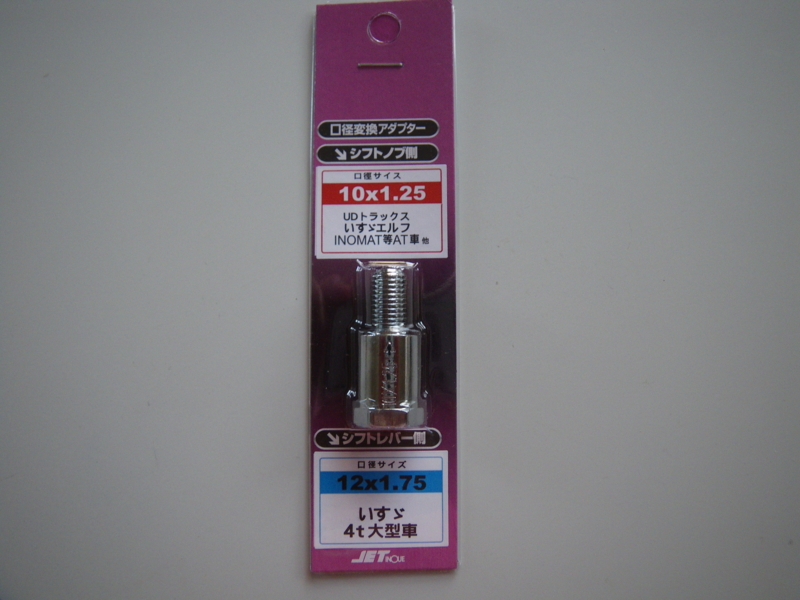 口径変換アダプター
↘シフトノブ側
口径サイズ
10x1.25
UDトラックス
いすゞエルフ
INOMAT等AT車 他
↘シフトレバー側
口径サイズ
12x1.75
いすゞ
4t大型車
JET INOUE